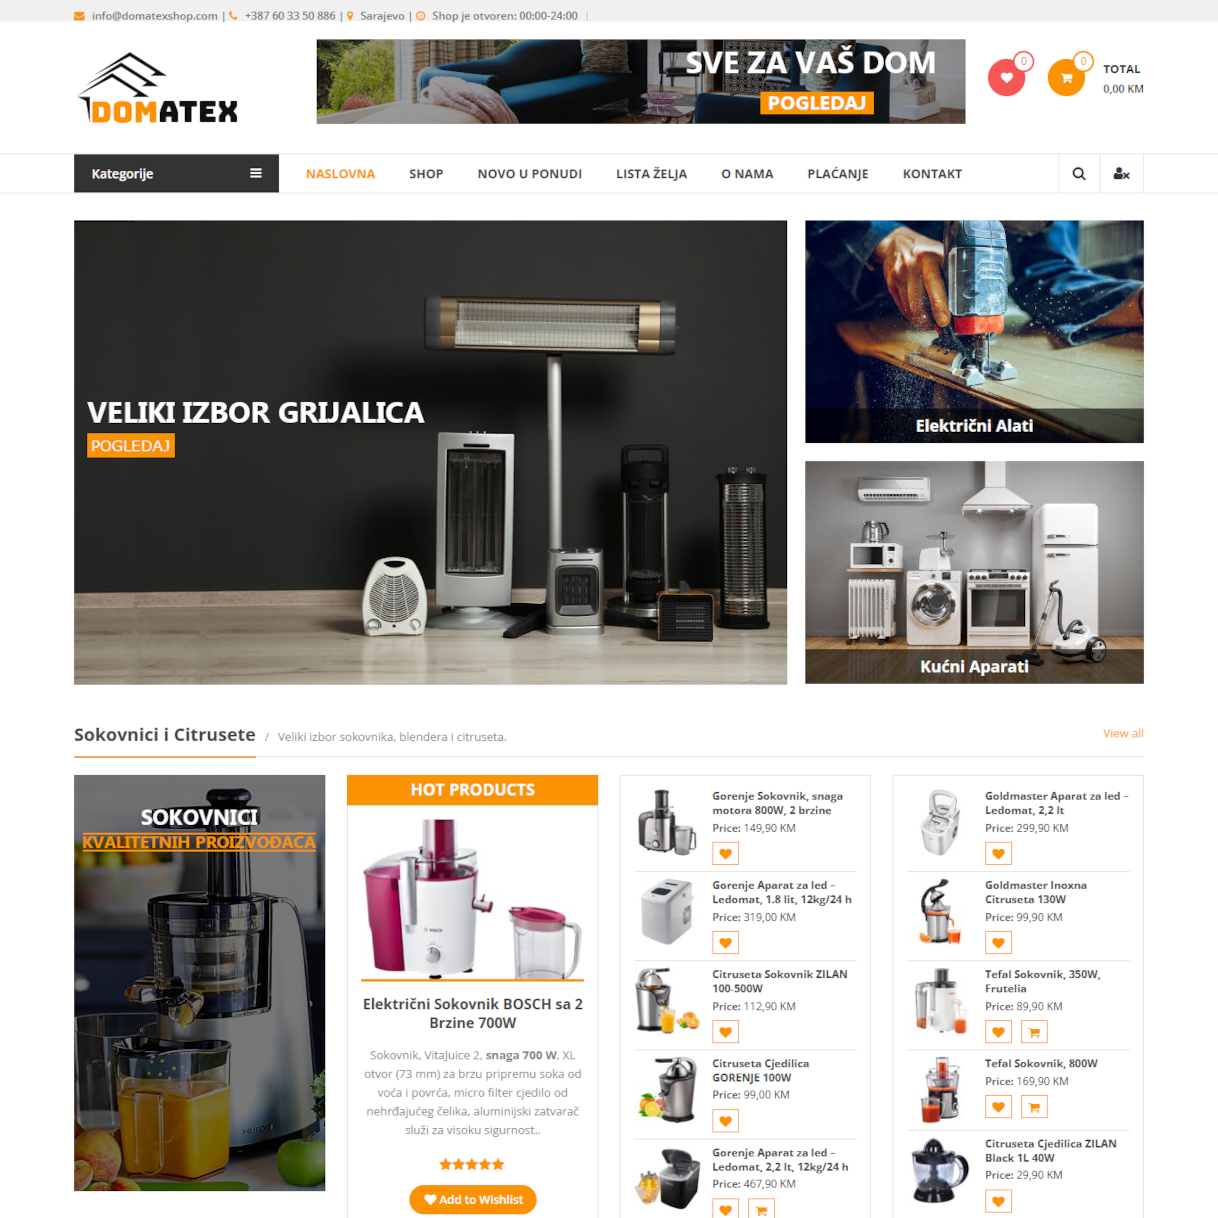 info@domatexshop.com | +387 60 33 50 886 | Sarajevo | Shop je otvoren: 00:00-24:00
DOMATEX
SVE ZA VAŠ DOM
POGLEDAJ
0
0
TOTAL
0,00 KM
Kategorije
NASLOVNA SHOP NOVO U PONUDI LISTA ŽELJA O NAMA PLAĆANJE KONTAKT
VELIKI IZBOR GRIJALICA
POGLEDAJ
Električni Alati
Kućni Aparati
Sokovnici i Citrusete / Veliki izbor sokovnika, blendera i citruseta.
View all
SOKOVNICI
KVALITETNIH PROIZVOĐAČA
HUROM
HOT PRODUCTS
BOSCH
Električni Sokovnik BOSCH sa 2
Brzine 700W
Sokovnik, VitaJuice 2, snaga 700 W, XL
otvor (73 mm) za brzu pripremu soka od
voća i povrća, micro filter cjedilo od
nehrđajućeg čelika, aluminijski zatvarač
služi za visoku sigurnost..
Add to Wishlist
Gorenje Sokovnik, snaga
motora 800W, 2 brzine
Price: 149,90 KM
Gorenje Aparat za led –
Ledomat, 1.8 lit, 12kg/24 h
Price: 319,00 KM
Citruseta Sokovnik ZILAN
100-500W
Price: 112,90 KM
Citruseta Cjedilica
GORENJE 100W
Price: 99,00 KM
Gorenje Aparat za led –
Ledomat, 2,2 lt, 12kg/24 h
Price: 467,90 KM
Goldmaster Aparat za led –
Ledomat, 2,2 lt
Price: 299,90 KM
Goldmaster Inoxna
Citruseta 130W
Price: 99,90 KM
Tefal Sokovnik, 350W,
Frutelia
Price: 89,90 KM
Tefal Sokovnik, 800W
Price: 169,90 KM
Citruseta Cjedilica ZILAN
Black 1L 40W
Price: 29,90 KM